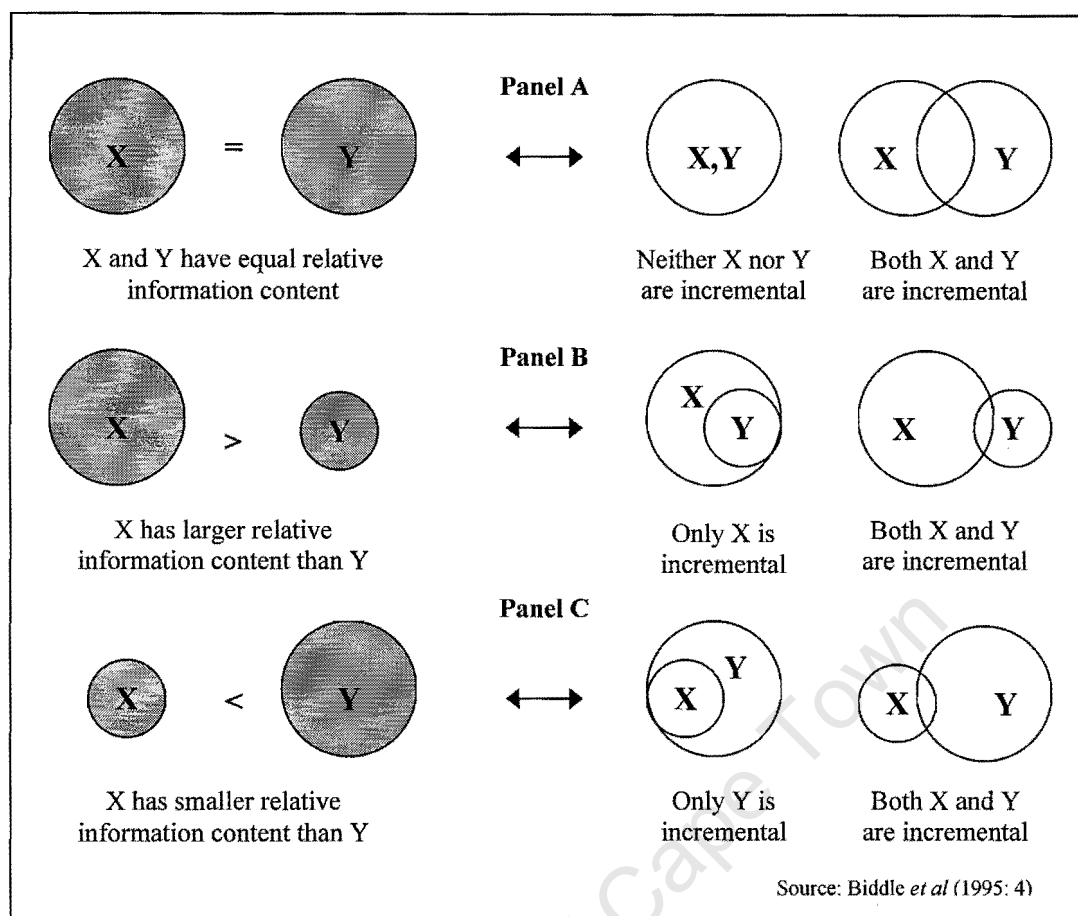 Panel A
X = Y X,Y X Y
X and Y have equal relative
information content
Neither X nor Y
are incremental
Both X and Y
are incremental
Panel B
X > Y X Y X Y
X has larger relative
information content than Y
Only X is
incremental
Both X and Y
are incremental
Panel C
X < Y X Y X Y
X has smaller relative
information content than Y
Only Y is
incremental
Both X and Y
are incremental
Source: Biddle et al (1995: 4)
Cape Town